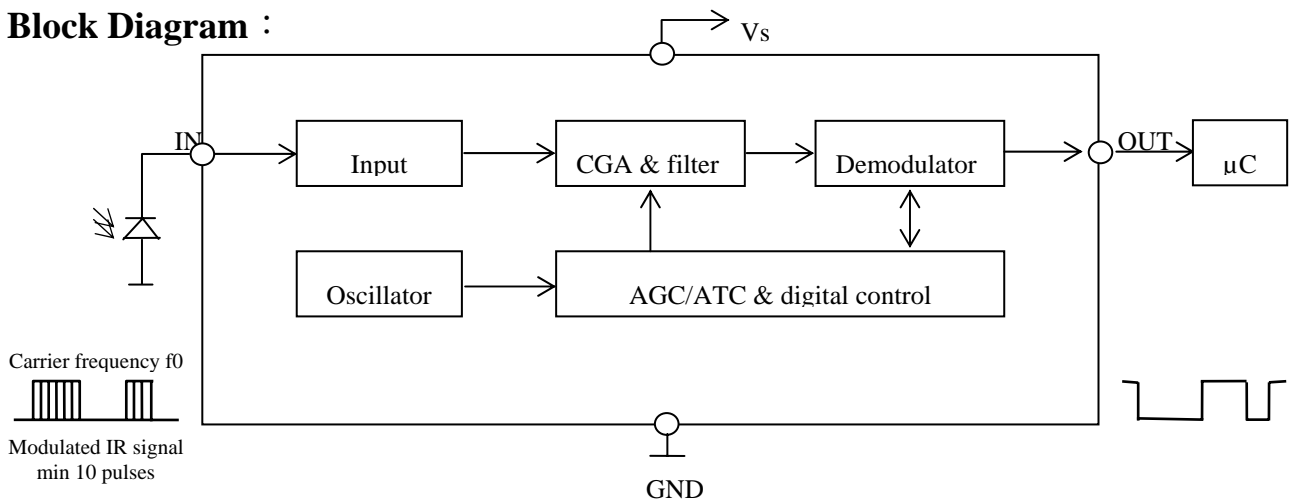 Block Diagram：
Vs
IN
Input
CGA & filter
Demodulator
OUT
µC
Oscillator
AGC/ATC & digital control
Carrier frequency f0
Modulated IR signal
min 10 pulses
GND